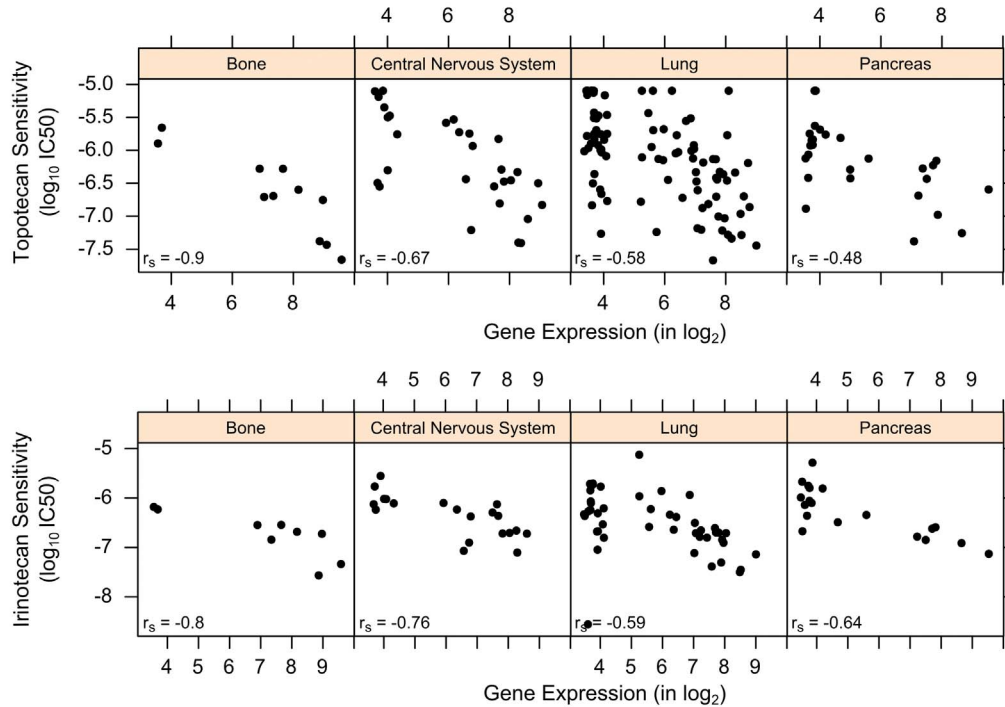 4 6 8 4 6 8
Bone Central Nervous System Lung Pancreas
Topotecan Sensitivity
(log10 IC50)
-5.0
-5.5
-6.0
-6.5
-7.0
-7.5
rs = -0.9 rs = -0.67 rs = -0.58 rs = -0.48
4 6 8 4 6 8
Gene Expression (in log2)
4 5 6 7 8 9 4 5 6 7 8 9
Bone Central Nervous System Lung Pancreas
Irinotecan Sensitivity
(log10 IC50)
-5
-6
-7
-8
rs = -0.8 rs = -0.76 rs = -0.59 rs = -0.64
4 5 6 7 8 9 4 5 6 7 8 9
Gene Expression (in log2)